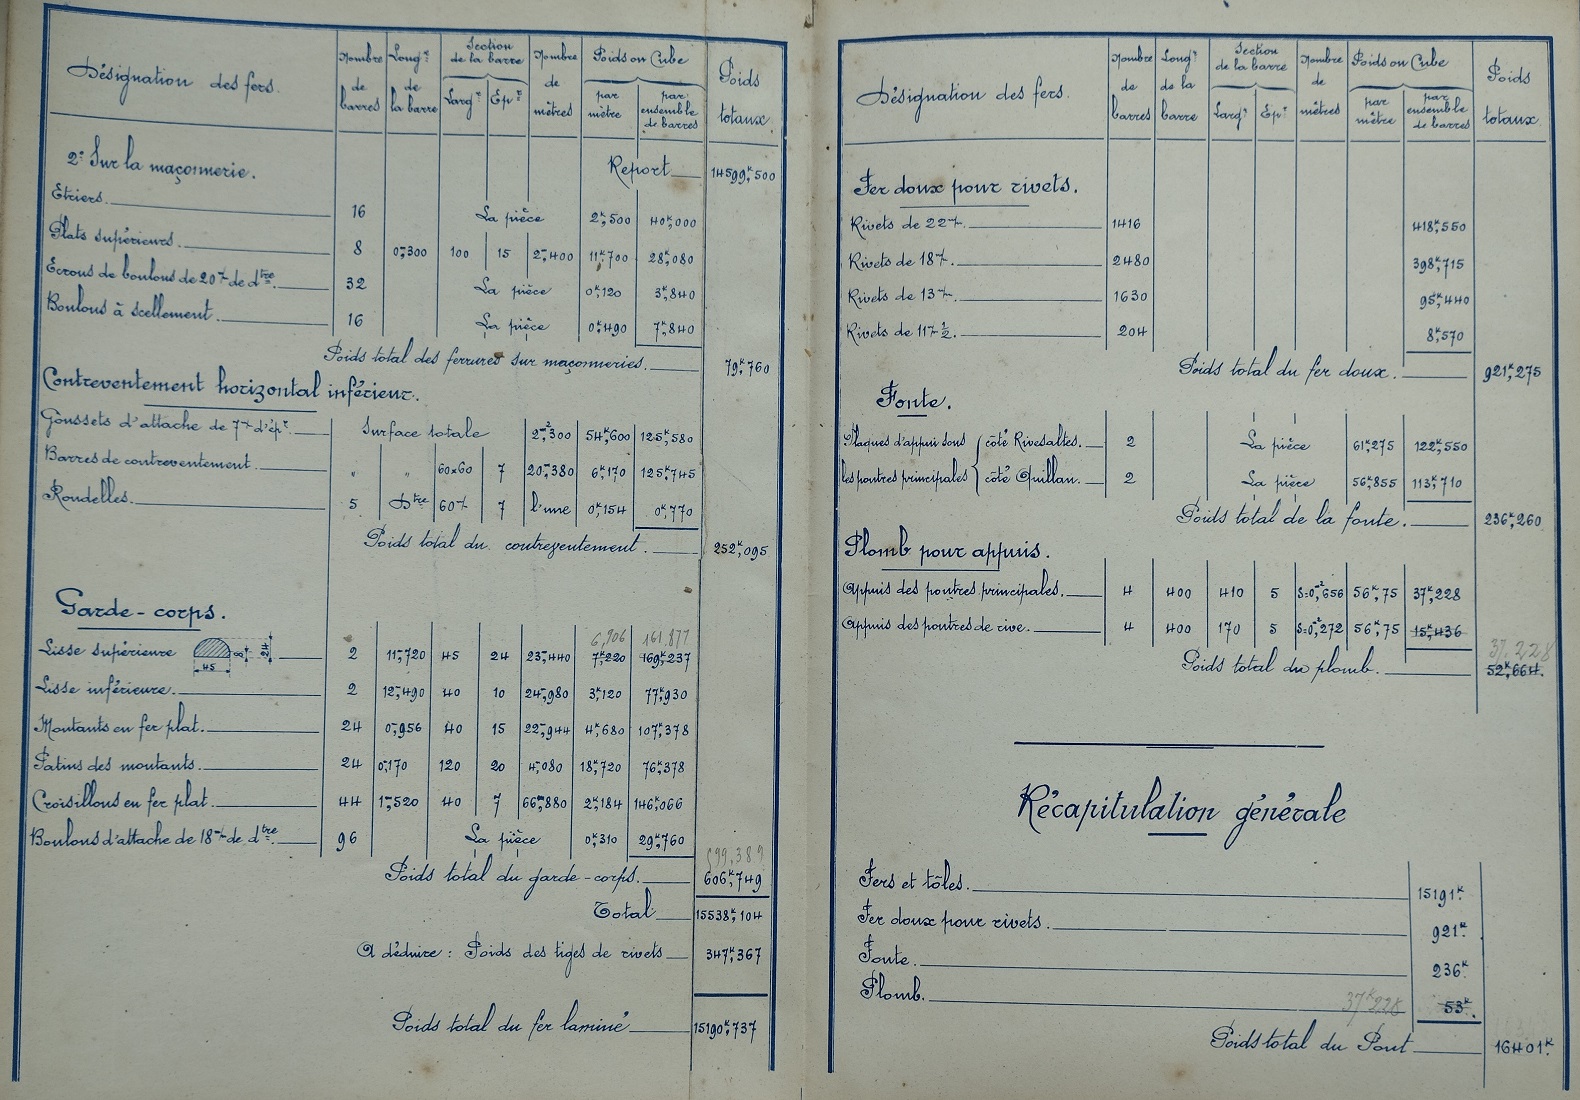 Désignation des fers. Nombre de barres Long.r de la barre Section de la barre Larg.r Ep.r Nombre de mètres Poids ou Cube par mètre par ensemble de barres Poids totaux.
2° Sur la maçonnerie. Report 14599k,500
Etriers. 16 La pièce 2k,500 40k,000
Plats supérieurs. 8 0m,300 100 15 2m,400 11k,700 28k,080
Ecrous de boulons de 20m/m de dtre. 32 La pièce 0k,120 3k,840
Boulons à scellement. 16 La pièce 0k,490 7k,840
Poids total des ferrures sur maçonneries. 79k,760
Contreventement horizontal inférieur.
Goussets d'attache de 7m/m d'épr. Surface totale 2m²,300 54k,600 125k,580
Barres de contreventement. " " 60×60 7 20m,380 6k,170 125k,745
Rondelles. 5 Dtre 60m/m 7 l'une 0k,154 0k,770
Poids total du contreventement. 252k,095
Garde-corps.
6,906 161,877
Lisse supérieure 45 8 24 2 11m,720 45 24 23m,440 7k,220 169k,237
Lisse inférieure. 2 12m,490 40 10 24m,980 3k,120 77k,930
Montants en fer plat. 24 0m,956 40 15 22m,944 4k,680 107k,378
Patins des montants. 24 0m,170 120 20 4m,080 18k,720 76k,378
Croisillons en fer plat. 44 1m,520 40 7 66m,880 2k,184 146k,066
Boulons d'attache de 18m/m de dtre. 96 La pièce 0k,310 29k,760
599,389
Poids total du garde-corps. 606k,749
Total 15538k,104
A déduire : Poids des tiges de rivets 347k,367
Poids total du fer laminé 15190k,737
Désignation des fers. Nombre de barres Long.r de la barre Section de la barre Larg.r Ep.r Nombre de mètres Poids ou Cube par mètre par ensemble de barres Poids totaux.
Fer doux pour rivets.
Rivets de 22m/m. 1416 418k,550
Rivets de 18m/m. 2480 398k,715
Rivets de 13m/m. 1630 95k,440
Rivets de 11m/m ½. 204 8k,570
Poids total du fer doux. 921k,275
Fonte.
Plaques d'appui sous côté Rivesaltes. 2 La pièce 61k,275 122k,550
les poutres principales côté Quillan. 2 La pièce 56k,855 113k,710
Poids total de la fonte. 236k,260
Plomb pour appuis.
Appuis des poutres principales. 4 400 410 5 S=0m²,656 56k,75 37k,228
Appuis des poutres de rive. 4 400 170 5 S=0m²,272 56k,75 15k,436
37.228
Poids total du plomb. 52k,664.
Récapitulation générale
Fers et tôles. 15191k
Fer doux pour rivets. 921k
Fonte. 236k
Plomb. 37k228 53k.
Poids total du Pont 16401k